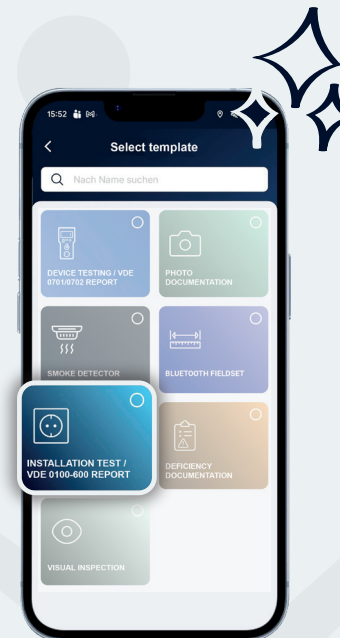 15:52
Select template
Nach Name suchen
DEVICE TESTING / VDE
0701/0702 REPORT
PHOTO
DOCUMENTATION
SMOKE DETECTOR
BLUETOOTH FIELDSET
INSTALLATION TEST /
VDE 0100-600 REPORT
DEFICIENCY
DOCUMENTATION
VISUAL INSPECTION